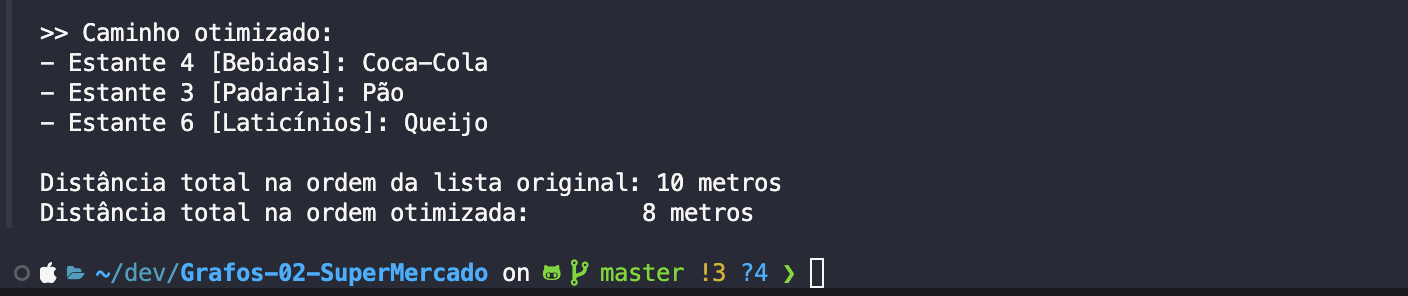 >> Caminho otimizado:
- Estante 4 [Bebidas]: Coca-Cola
- Estante 3 [Padaria]: Pão
- Estante 6 [Laticínios]: Queijo
Distância total na ordem da lista original: 10 metros
Distância total na ordem otimizada:        8 metros
~/dev/Grafos-02-SuperMercado on master !3 ?4 ❯